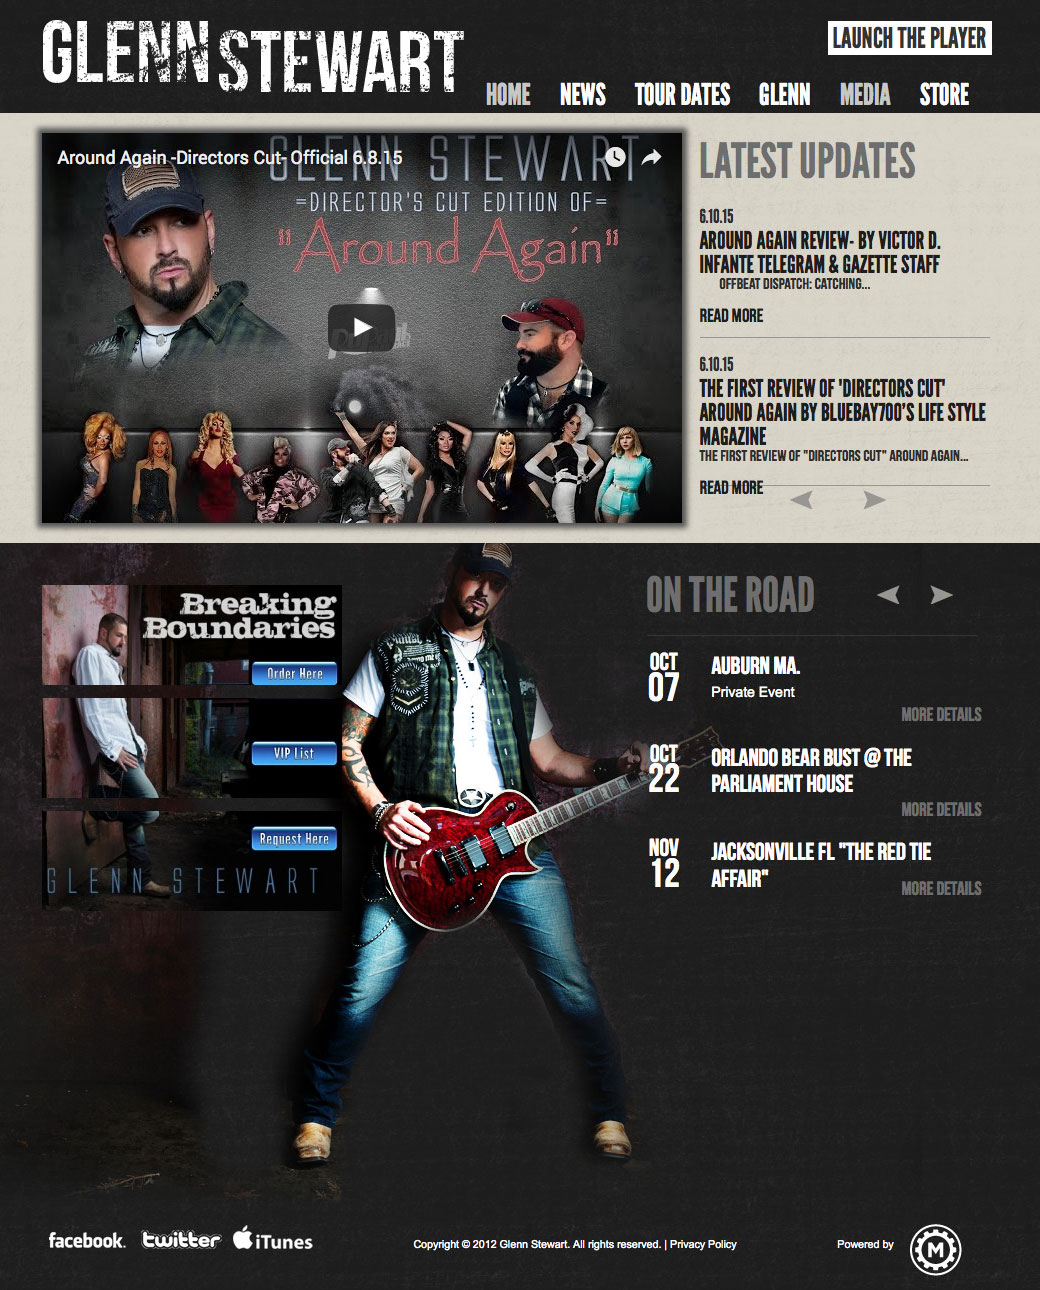 GLENN STEWART
LAUNCH THE PLAYER
HOME NEWS TOUR DATES GLENN MEDIA STORE
Around Again -Directors Cut- Official 6.8.15
GLENN STEWART
=DIRECTOR'S CUT EDITION OF=
"Around Again"
LATEST UPDATES
6.10.15
AROUND AGAIN REVIEW- BY VICTOR D.
INFANTE TELEGRAM & GAZETTE STAFF
OFFBEAT DISPATCH: CATCHING...
READ MORE
6.10.15
THE FIRST REVIEW OF 'DIRECTORS CUT'
AROUND AGAIN BY BLUEBAY700'S LIFE STYLE
MAGAZINE
THE FIRST REVIEW OF "DIRECTORS CUT" AROUND AGAIN...
READ MORE
Breaking
Boundaries
Order Here
VIP List
Request Here
GLENN STEWART
ON THE ROAD
OCT
07
AUBURN MA.
Private Event
MORE DETAILS
OCT
22
ORLANDO BEAR BUST @ THE
PARLIAMENT HOUSE
MORE DETAILS
NOV
12
JACKSONVILLE FL "THE RED TIE
AFFAIR"
MORE DETAILS
facebook. twitter iTunes
Copyright © 2012 Glenn Stewart. All rights reserved. | Privacy Policy
Powered by
M